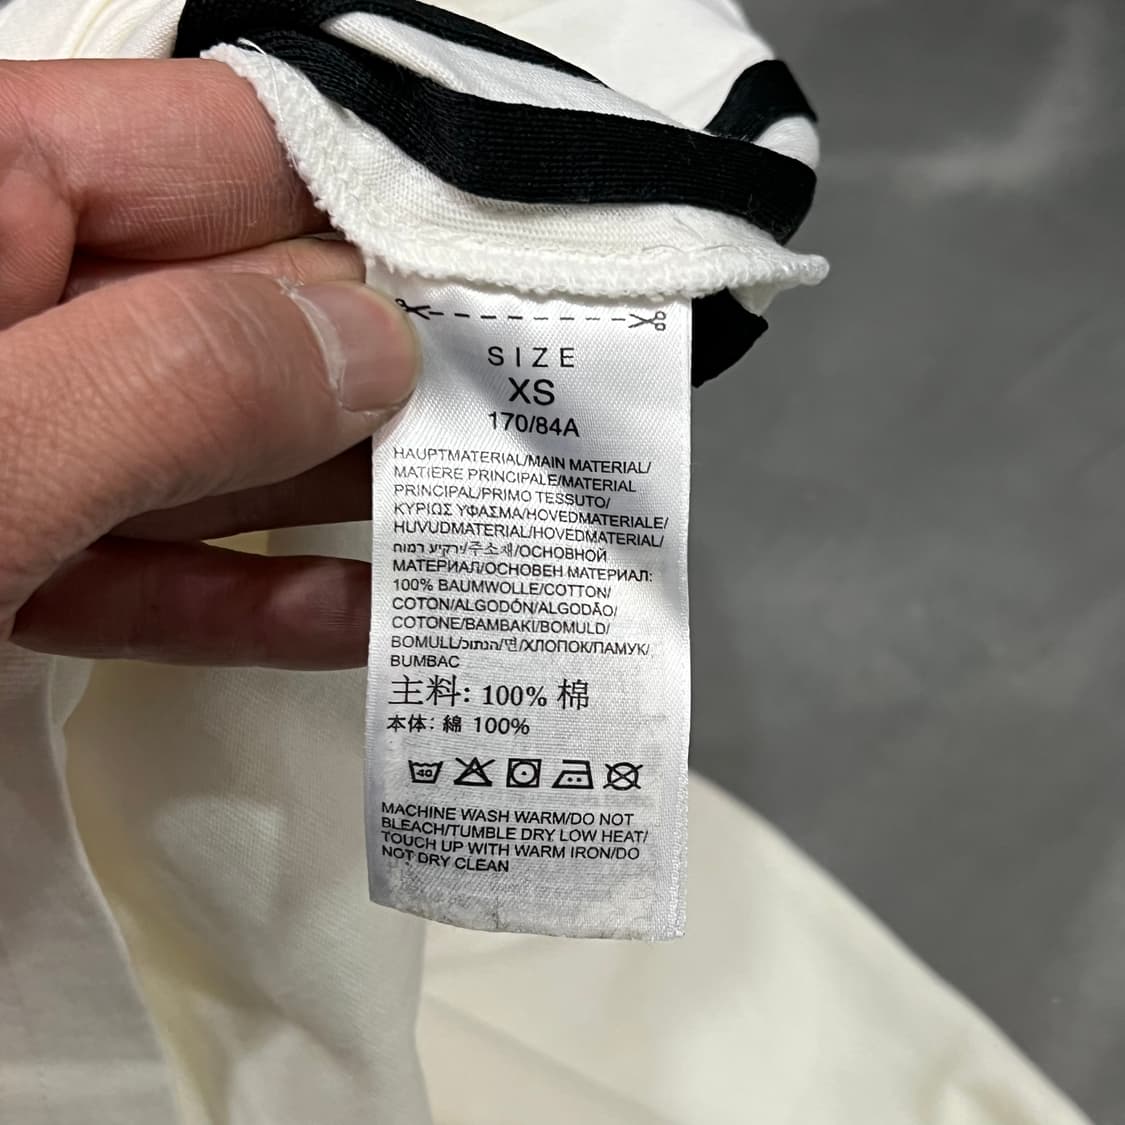 SIZE
XS
170/84A
HAUPTMATERIAL/MAIN MATERIAL/
MATIERE PRINCIPALE/MATERIAL
PRINCIPAL/PRIMO TESSUTO/
ΚΥΡΙΩΣ ΥΦΑΣΜΑ/HOVEDMATERIALE/
HUVUDMATERIAL/HOVEDMATERIAL/
/주소재/ОСНОВНОЙ
МАТЕРИАЛ/ОСНОВЕН МАТЕРИАЛ:
100% BAUMWOLLE/COTTON/
COTON/ALGODÓN/ALGODÃO/
COTONE/BAMBAKI/BOMULD/
BOMULL/הנתוכ/면/ХЛОПОК/ПАМУК/
BUMBAC
主料: 100% 棉
本体: 綿 100%
40
MACHINE WASH WARM/DO NOT
BLEACH/TUMBLE DRY LOW HEAT/
TOUCH UP WITH WARM IRON/DO
NOT DRY CLEAN